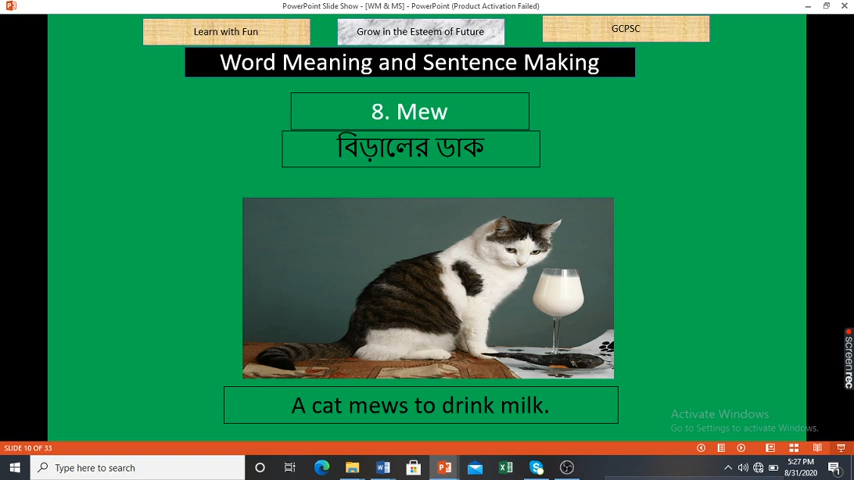 PowerPoint Slide Show - [WM & MS] - PowerPoint (Product Activation Failed)
Learn with Fun
Grow in the Esteem of Future
GCPSC
Word Meaning and Sentence Making
8. Mew
বিড়ালের ডাক
A cat mews to drink milk.
Activate Windows
Go to Settings to activate Windows.
screenrec
SLIDE 10 OF 33
Type here to search
5:27 PM
8/31/2020
1